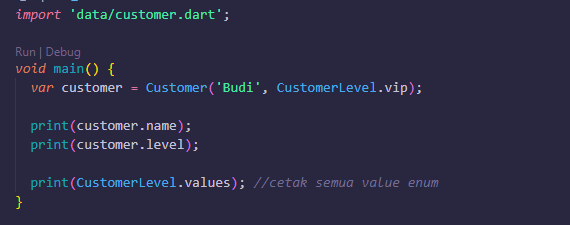 import 'data/customer.dart';
Run | Debug
void main() {
var customer = Customer('Budi', CustomerLevel.vip);
print(customer.name);
print(customer.level);
print(CustomerLevel.values); //cetak semua value enum
}